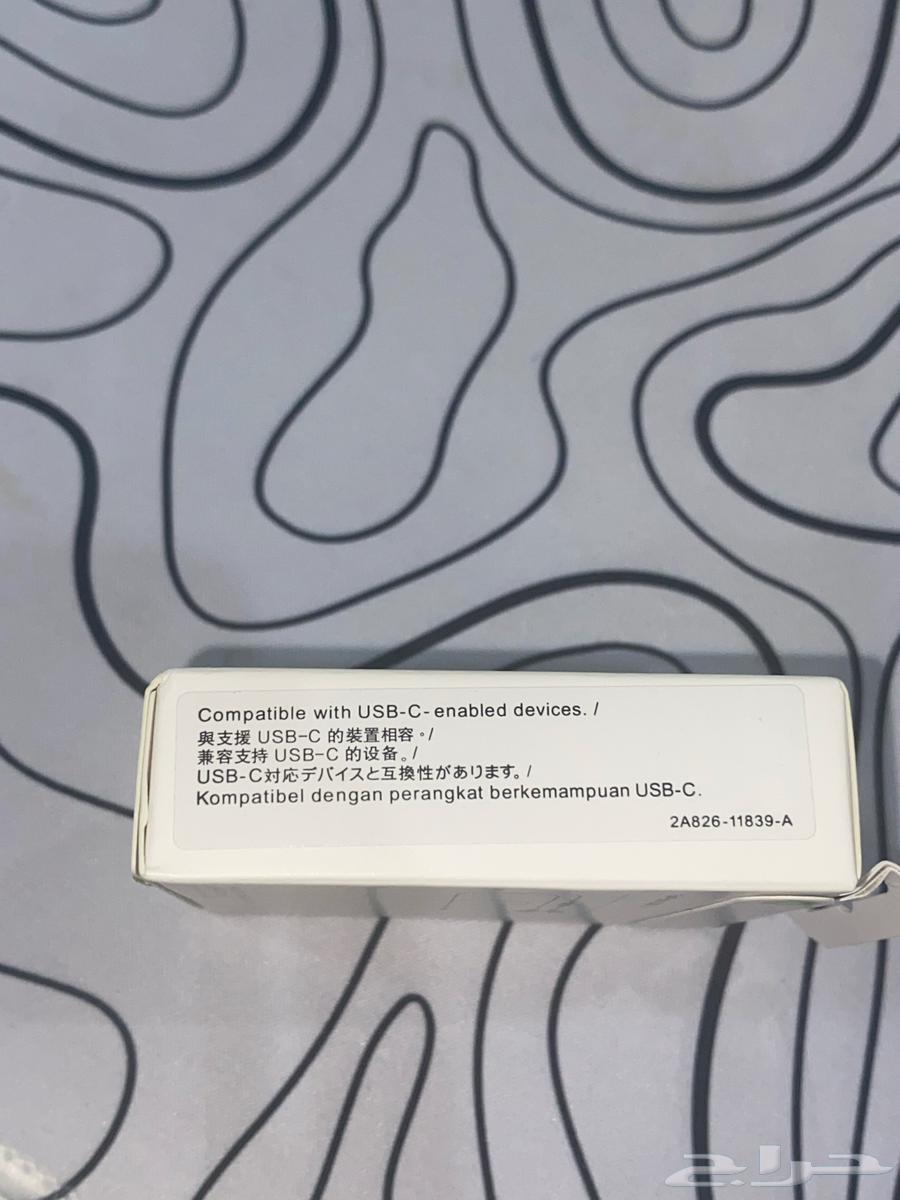 Compatible with USB-C-enabled devices. /
與支援 USB-C 的裝置相容。/
兼容支持 USB-C 的设备。/
USB-C対応デバイスと互換性があります。/
Kompatibel dengan perangkat berkemampuan USB-C.
2A826-11839-A
حراج